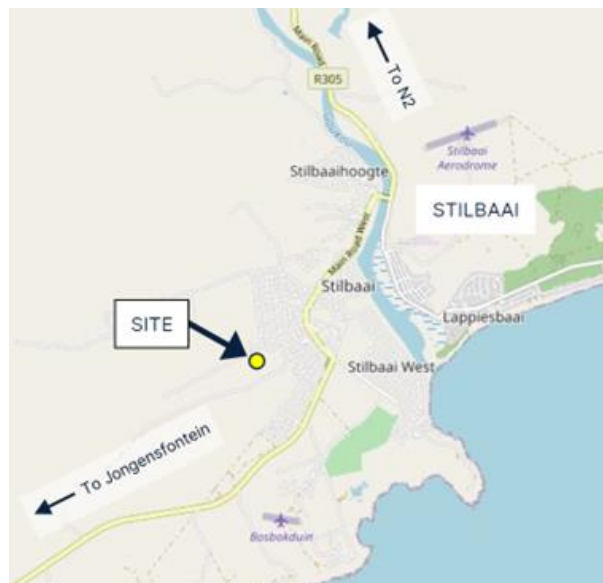 Main Road
R305
To N2
Goukou
Stilbaai
Aerodrome
Stilbaaihoogte
STILBAAI
Main Road West
Stilbaai
Lappiesbaai
SITE
Stilbaai West
To Jongensfontein
Bosbokduin